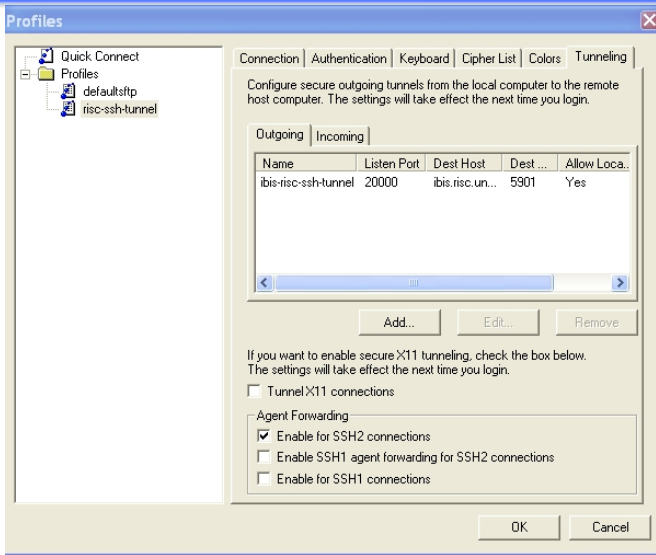 Profiles
Quick Connect
Profiles
defaultsftp
risc-ssh-tunnel
Connection Authentication Keyboard Cipher List Colors Tunneling
Configure secure outgoing tunnels from the local computer to the remote
host computer. The settings will take effect the next time you login.
Outgoing Incoming
Name Listen Port Dest Host Dest ... Allow Loca..
ibis-risc-ssh-tunnel 20000 ibis.risc.un... 5901 Yes
Add... Edit... Remove
If you want to enable secure X11 tunneling, check the box below.
The settings will take effect the next time you login.
Tunnel X11 connections
Agent Forwarding
Enable for SSH2 connections
Enable SSH1 agent forwarding for SSH2 connections
Enable for SSH1 connections
OK Cancel